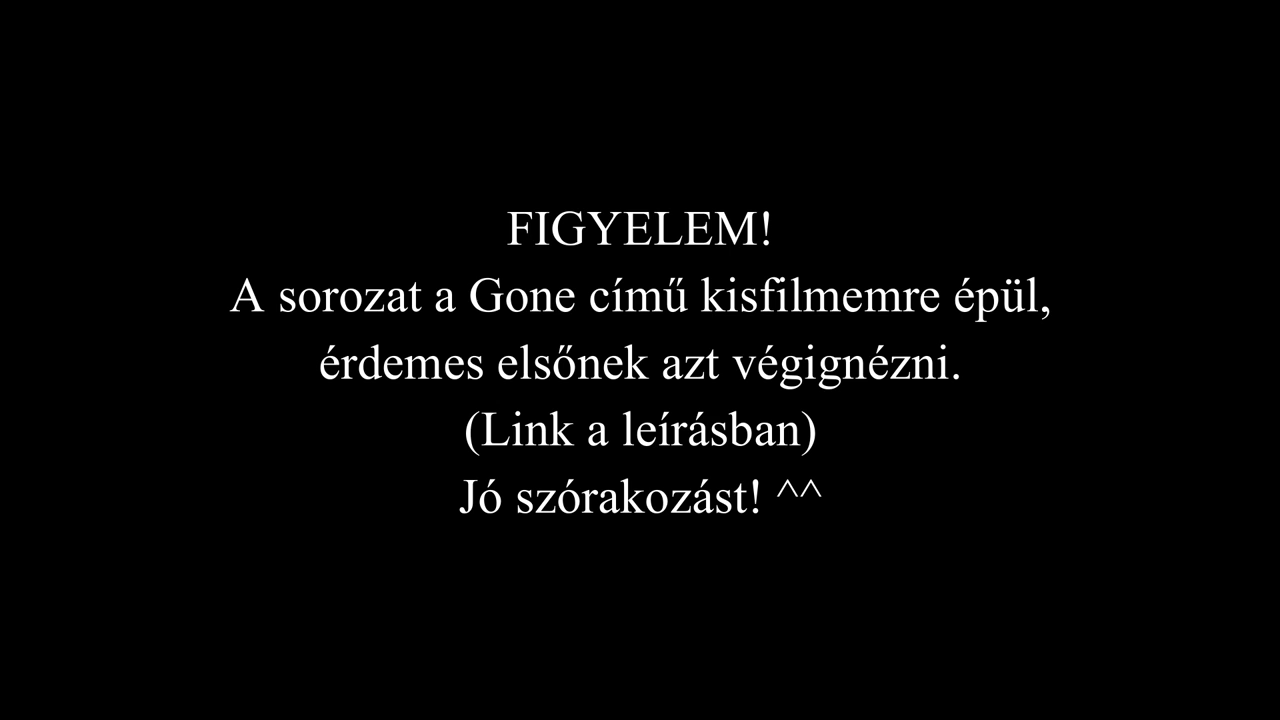 FIGYELEM!
A sorozat a Gone című kisfilmemre épül,
érdemes elsőnek azt végignézni.
(Link a leírásban)
Jó szórakozást! ^^